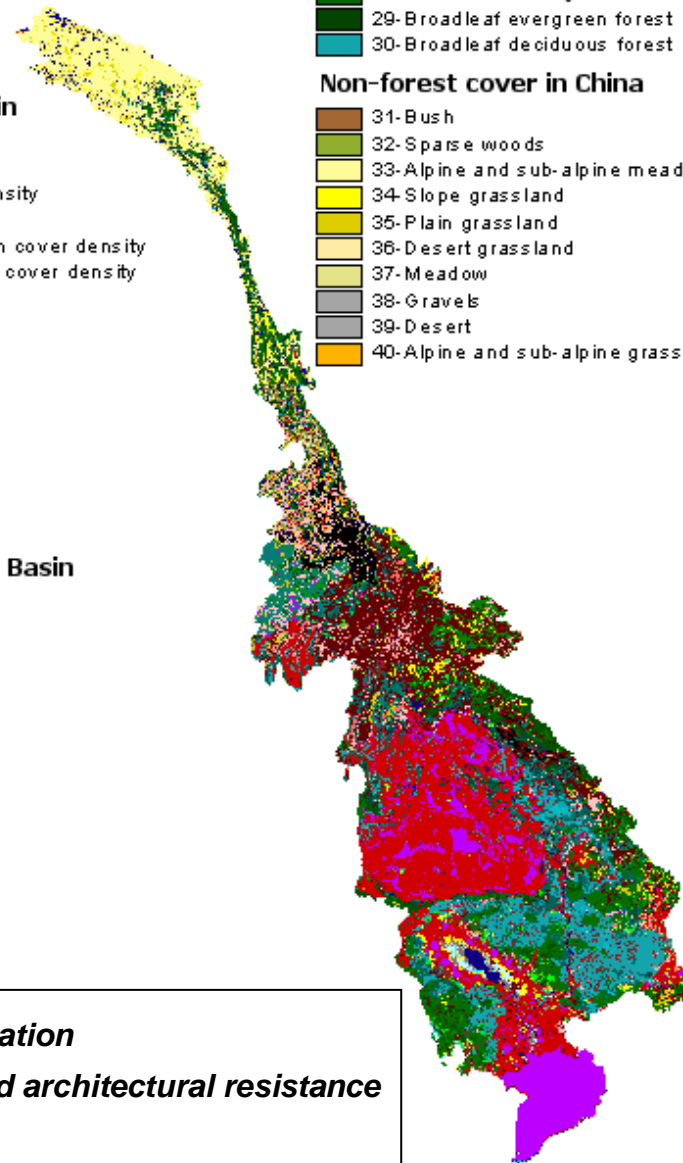 29-Broadleaf evergreen forest
30-Broadleaf deciduous forest
Non-forest cover in China
31-Bush
32-Sparse woods
33-Alpine and sub-alpine mead
34-Slope grassland
35-Plain grassland
36-Desert grassland
37-Meadow
38-Gravels
39-Desert
40-Alpine and sub-alpine grass
in
nsity
n cover density
cover density
Basin
ation
d architectural resistance